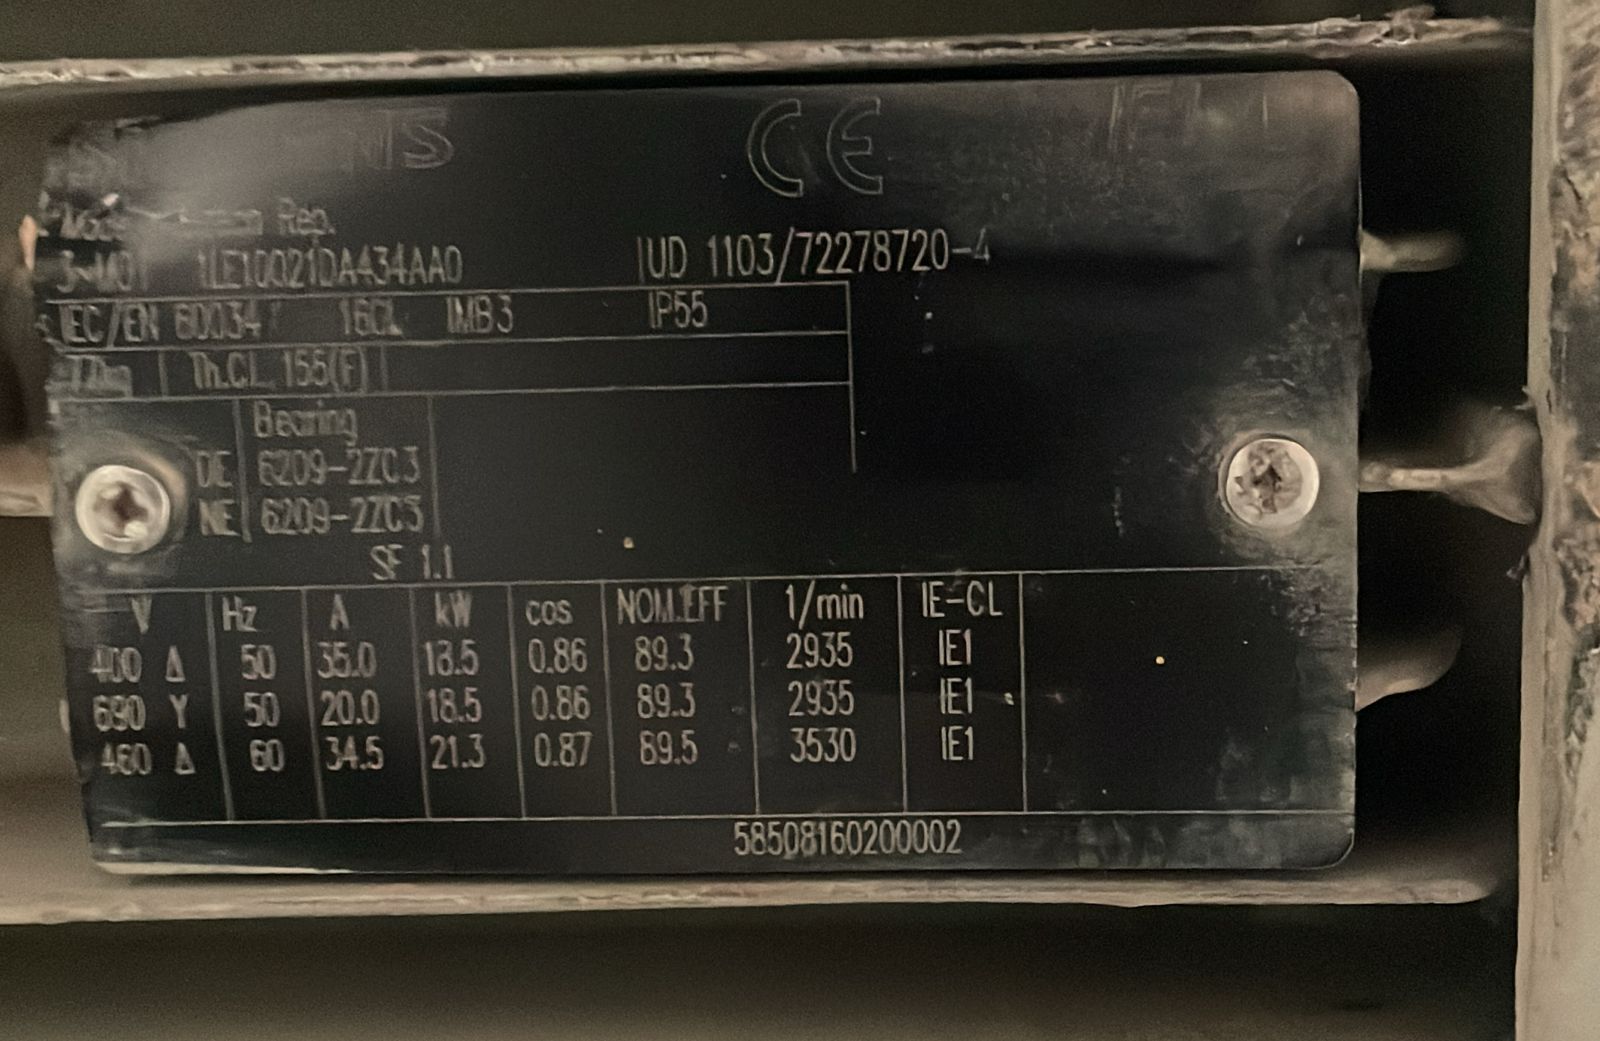 CE
Rep.
1LE10021DA434AA0 IUD 1103/72278720-4
IEC/EN 60034 160L IMB3 IP55
Th.CL. 155(F)
Bearing
DE 6209-2ZC3
NE 6209-2ZC3
SF 1.1
V Hz A kW cos NOM.EFF 1/min IE-CL
400 Δ 50 35.0 18.5 0.86 89.3 2935 IE1
690 Y 50 20.0 18.5 0.86 89.3 2935 IE1
460 Δ 60 34.5 21.3 0.87 89.5 3530 IE1
58508160200002